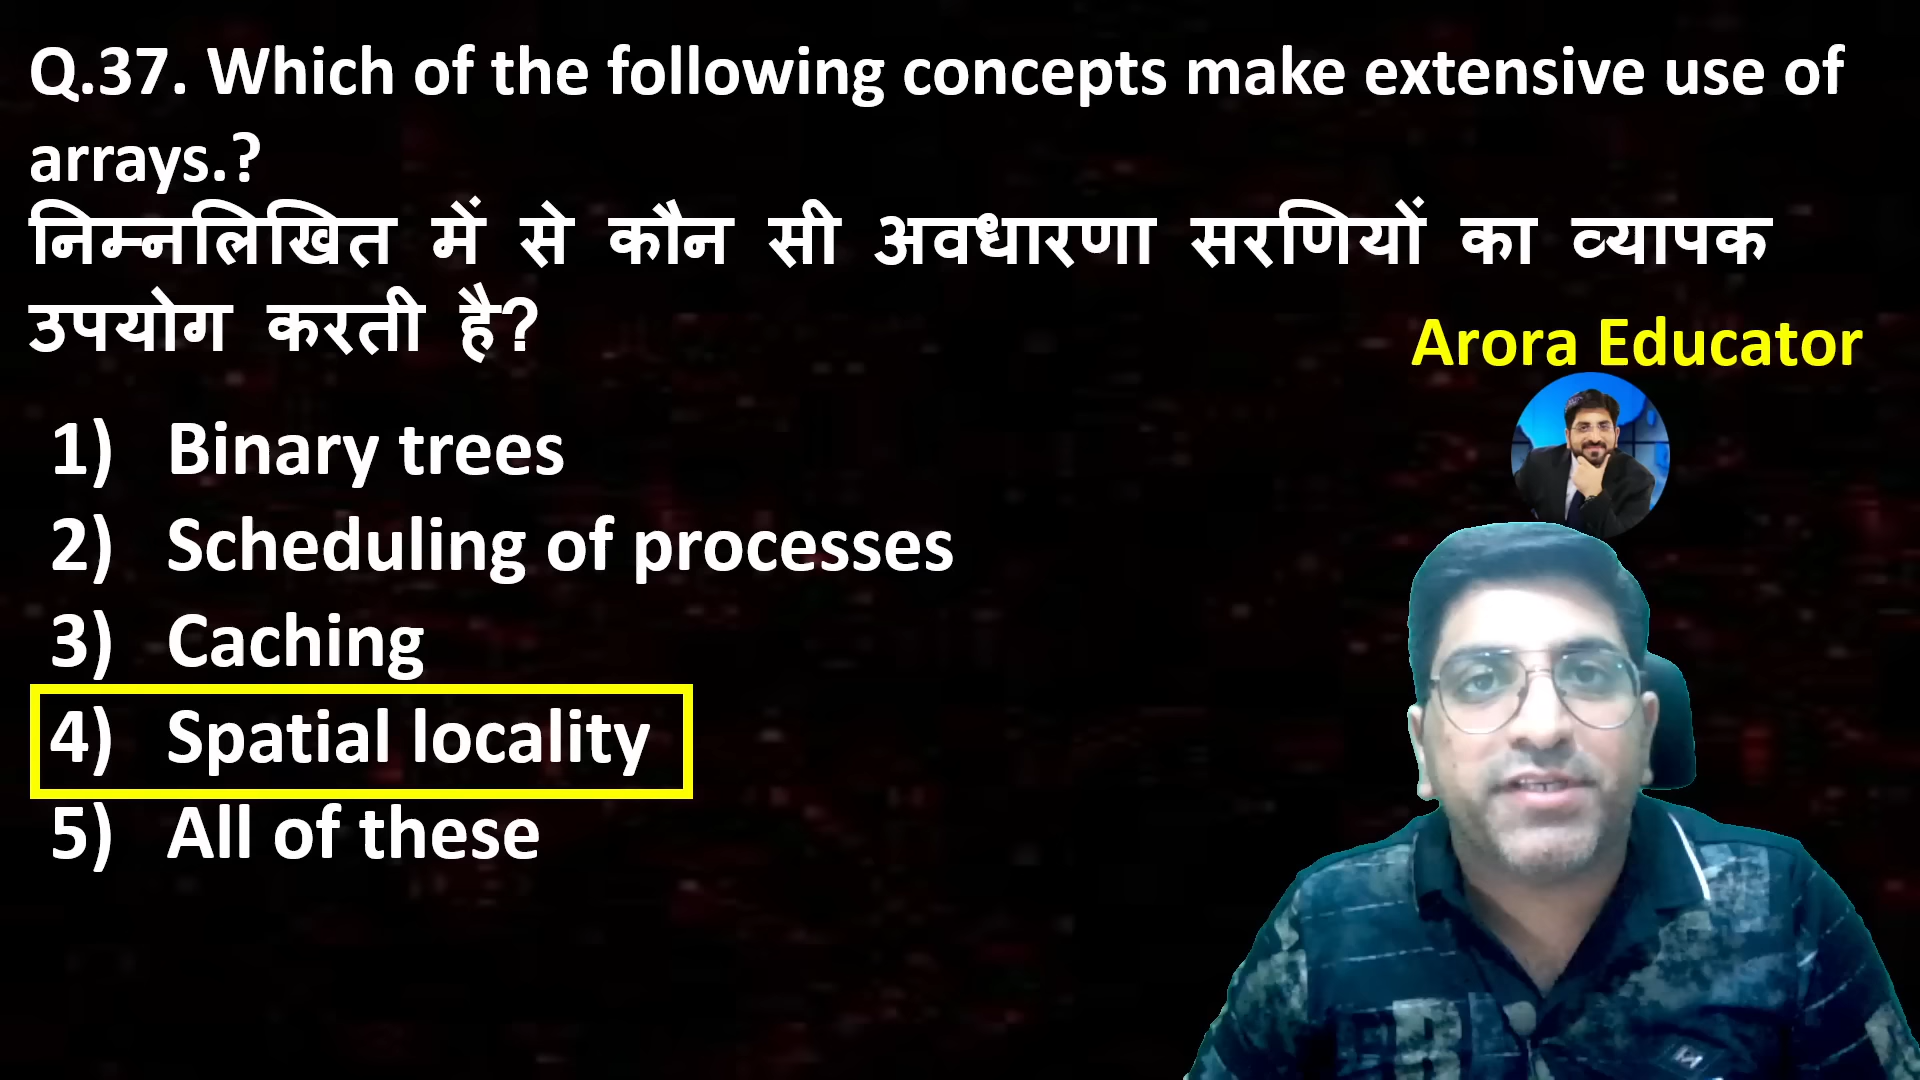 Q.37. Which of the following concepts make extensive use of
arrays.?
निम्नलिखित में से कौन सी अवधारणा सरणियों का व्यापक
उपयोग करती है?
Arora Educator
1) Binary trees
2) Scheduling of processes
3) Caching
4) Spatial locality
5) All of these